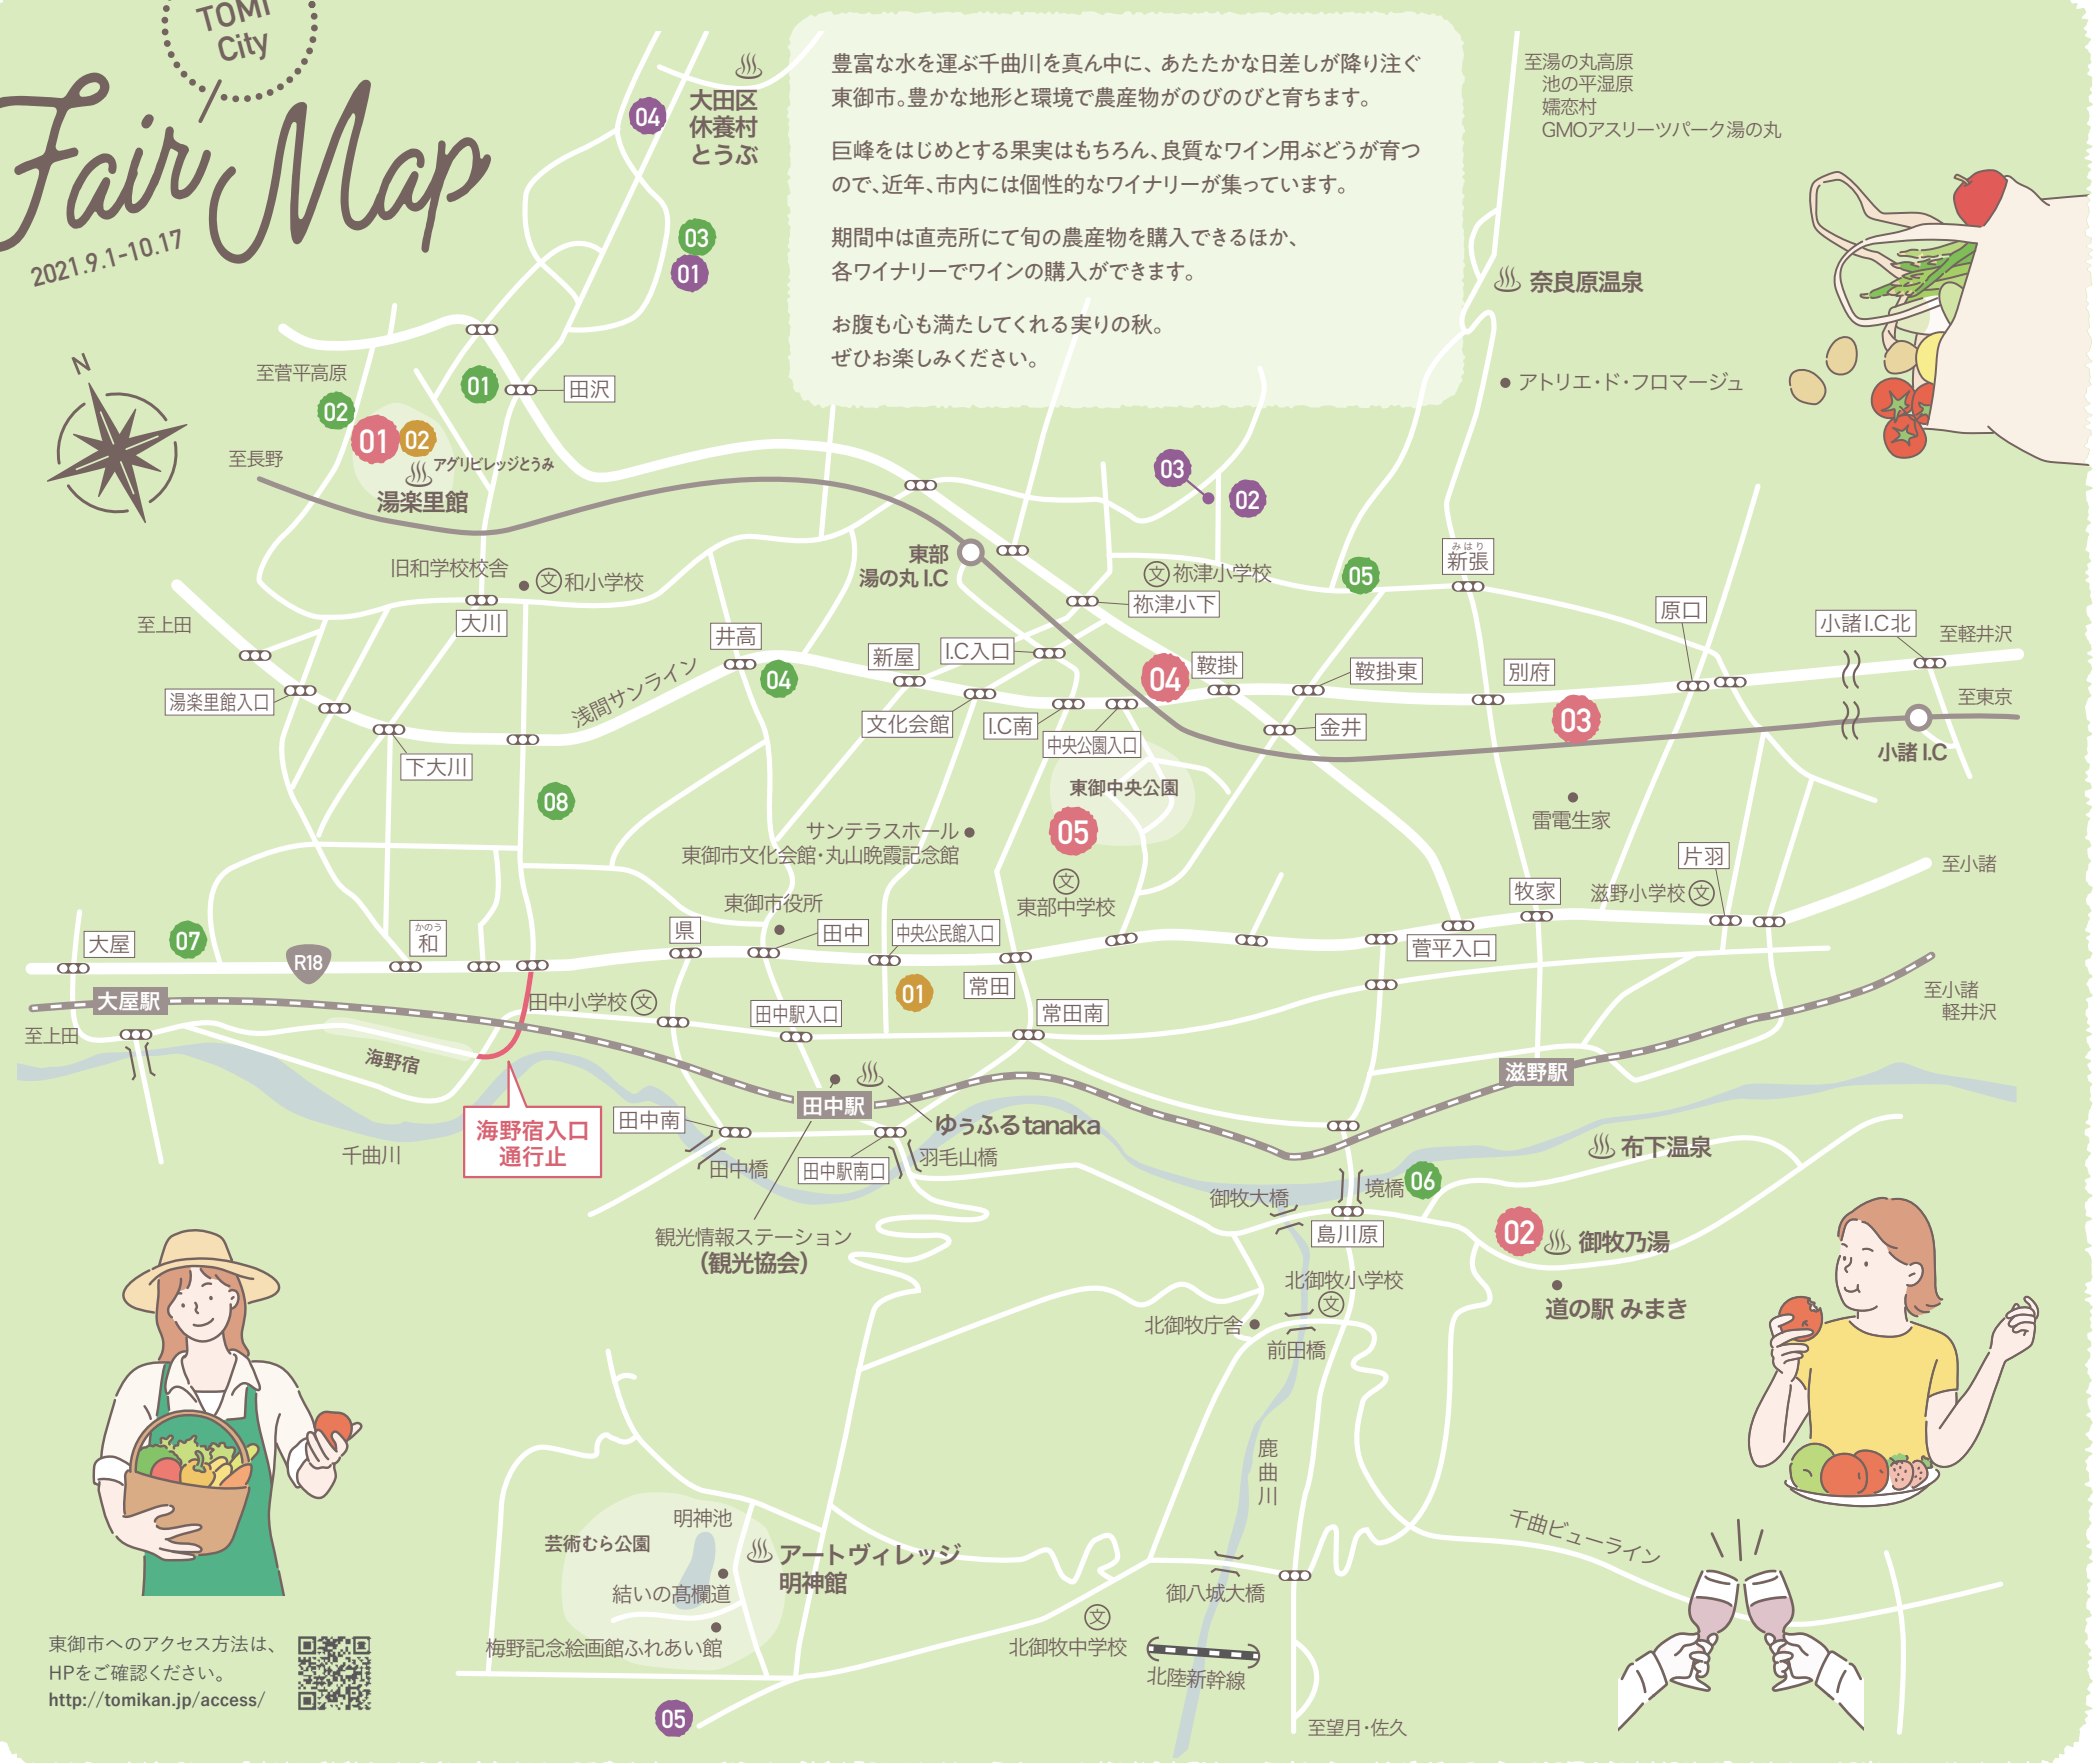 TOMI
City
Fair Map
2021.9.1-10.17
豊富な水を運ぶ千曲川を真ん中に、あたたかな日差しが降り注ぐ
東御市。豊かな地形と環境で農産物がのびのびと育ちます。
巨峰をはじめとする果実はもちろん、良質なワイン用ぶどうが育つ
ので、近年、市内には個性的なワイナリーが集っています。
期間中は直売所にて旬の農産物を購入できるほか、
各ワイナリーでワインの購入ができます。
お腹も心も満たしてくれる実りの秋。
ぜひお楽しみください。
至湯の丸高原
池の平湿原
嬬恋村
GMOアスリーツパーク湯の丸
04
大田区
休養村
とうぶ
03
01
奈良原温泉
アトリエ・ド・フロマージュ
N
至菅平高原
01
田沢
02
01
02
アグリビレッジとうみ
湯楽里館
至長野
03
02
東部
湯の丸 I.C
旧和学校校舎
文
和小学校
大川
文
祢津小学校
祢津小下
05
みはり
新張
原口
小諸I.C北
至軽井沢
至上田
井高
04
新屋
I.C入口
04
鞍掛
鞍掛東
別府
03
至東京
小諸 I.C
湯楽里館入口
浅間サンライン
文化会館
I.C南
中央公園入口
金井
下大川
東御中央公園
08
サンテラスホール
東御市文化会館・丸山晩霞記念館
05
雷電生家
文
東部中学校
片羽
至小諸
牧家
滋野小学校
文
東御市役所
大屋
07
R18
かのう
和
県
田中
中央公民館入口
菅平入口
01
常田
大屋駅
田中小学校
文
田中駅入口
常田南
至小諸
軽井沢
至上田
海野宿
滋野駅
海野宿入口
通行止
田中駅
田中南
ゆぅふるtanaka
千曲川
田中橋
田中駅南口
羽毛山橋
布下温泉
境橋
06
御牧大橋
島川原
02
御牧乃湯
観光情報ステーション
(観光協会)
北御牧小学校
文
道の駅 みまき
北御牧庁舎
前田橋
鹿曲川
明神池
芸術むら公園
アートヴィレッジ
明神館
結いの高欄道
梅野記念絵画館ふれあい館
千曲ビューライン
御八城大橋
文
北御牧中学校
北陸新幹線
05
至望月・佐久
東御市へのアクセス方法は、
HPをご確認ください。
http://tomikan.jp/access/